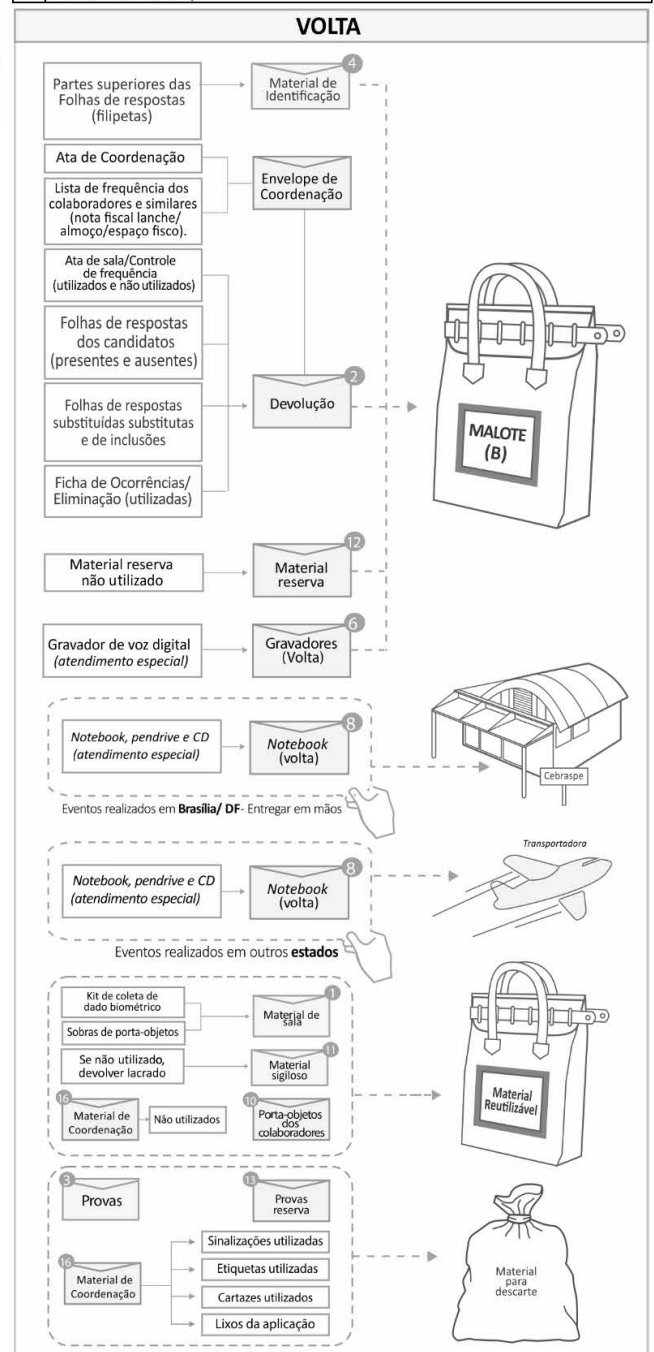 VOLTA
Partes superiores das
Folhas de respostas
(filipetas)
4
Material de
Identificação
Ata de Coordenação
Lista de frequência dos
colaboradores e similares
(nota fiscal lanche/
almoço/espaço fisco).
Envelope de
Coordenação
Ata de sala/Controle
de frequência
(utilizados e não utilizados)
Folhas de respostas
dos candidatos
(presentes e ausentes)
Folhas de respostas
substituídas substitutas
e de inclusões
Ficha de Ocorrências/
Eliminação (utilizadas)
2
Devolução
MALOTE
(B)
Material reserva
não utilizado
12
Material
reserva
Gravador de voz digital
(atendimento especial)
6
Gravadores
(Volta)
Notebook, pendrive e CD
(atendimento especial)
8
Notebook
(volta)
Cebraspe
Eventos realizados em Brasília/ DF- Entregar em mãos
Notebook, pendrive e CD
(atendimento especial)
8
Notebook
(volta)
Transportadora
Eventos realizados em outros estados
Kit de coleta de
dado biométrico
Sobras de porta-objetos
1
Material de
sala
Se não utilizado,
devolver lacrado
11
Material
sigiloso
16
Material de
Coordenação
Não utilizados
10
Porta-objetos
dos
colaboradores
Material
Reutilizável
3
Provas
13
Provas
reserva
16
Material de
Coordenação
Sinalizações utilizadas
Etiquetas utilizadas
Cartazes utilizados
Lixos da aplicação
Material
para
descarte